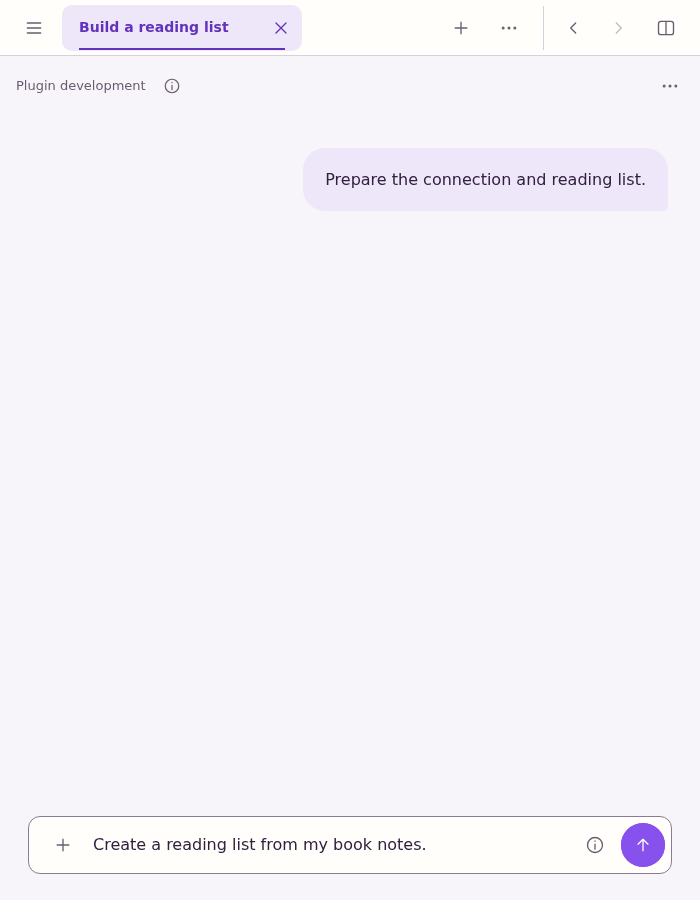 Build a reading list
Plugin development
Prepare the connection and reading list.
Create a reading list from my book notes.